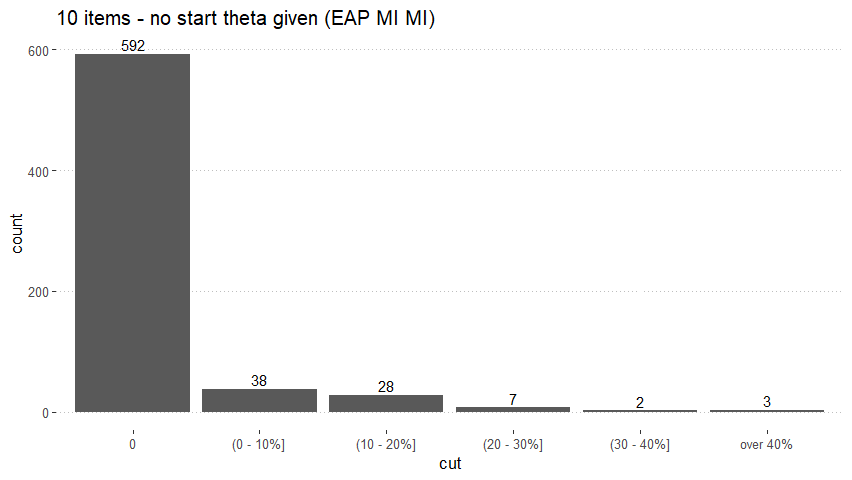 10 items - no start theta given (EAP MI MI)
592
600
400
count
200
38
28
7
2
3
0
0
(0 - 10%]
(10 - 20%]
(20 - 30%]
(30 - 40%]
over 40%
cut